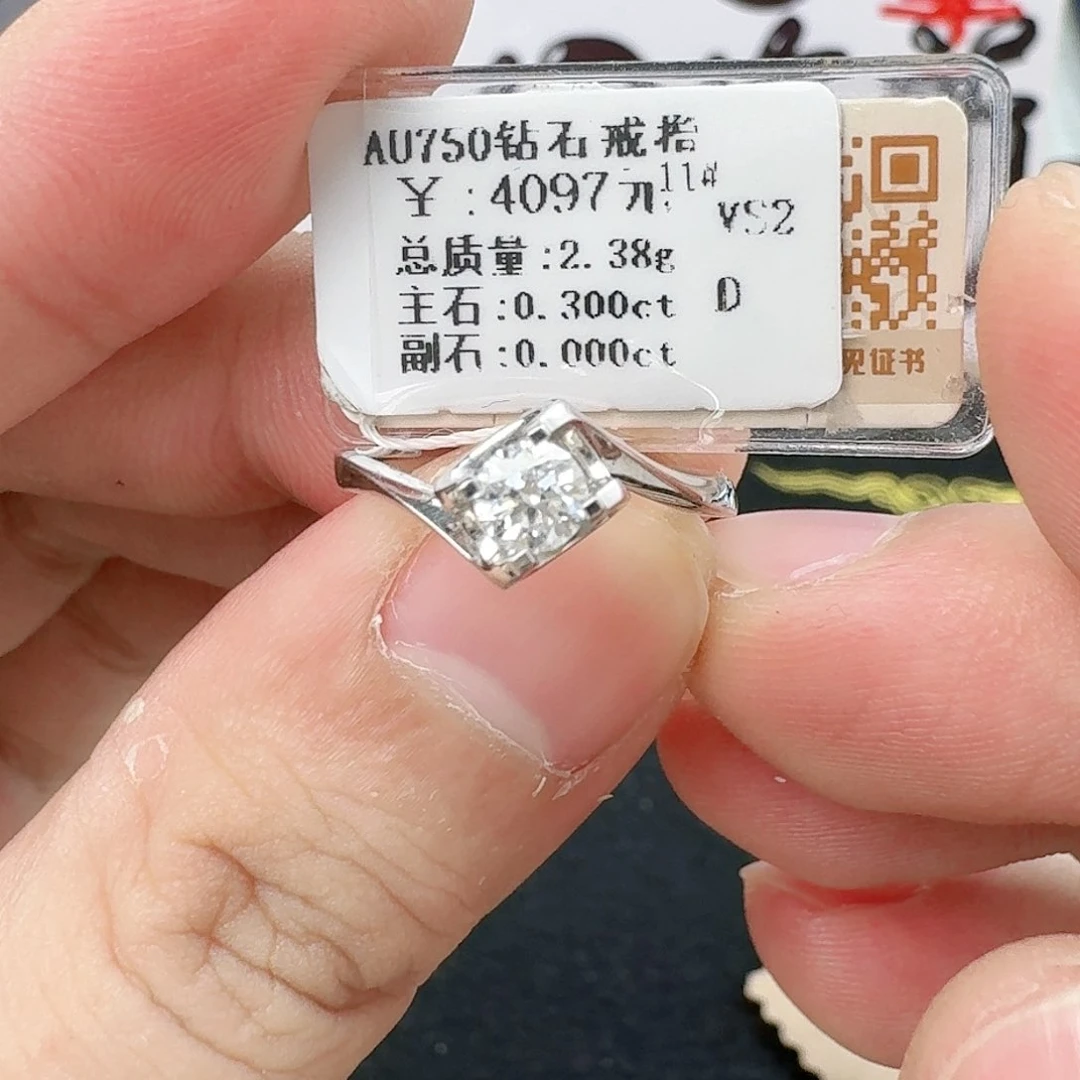 AU750钻石戒指
￥:4097元 11#
VS2
总质量:2.38g
主石:0.300ct D
副石:0.000ct
见证书